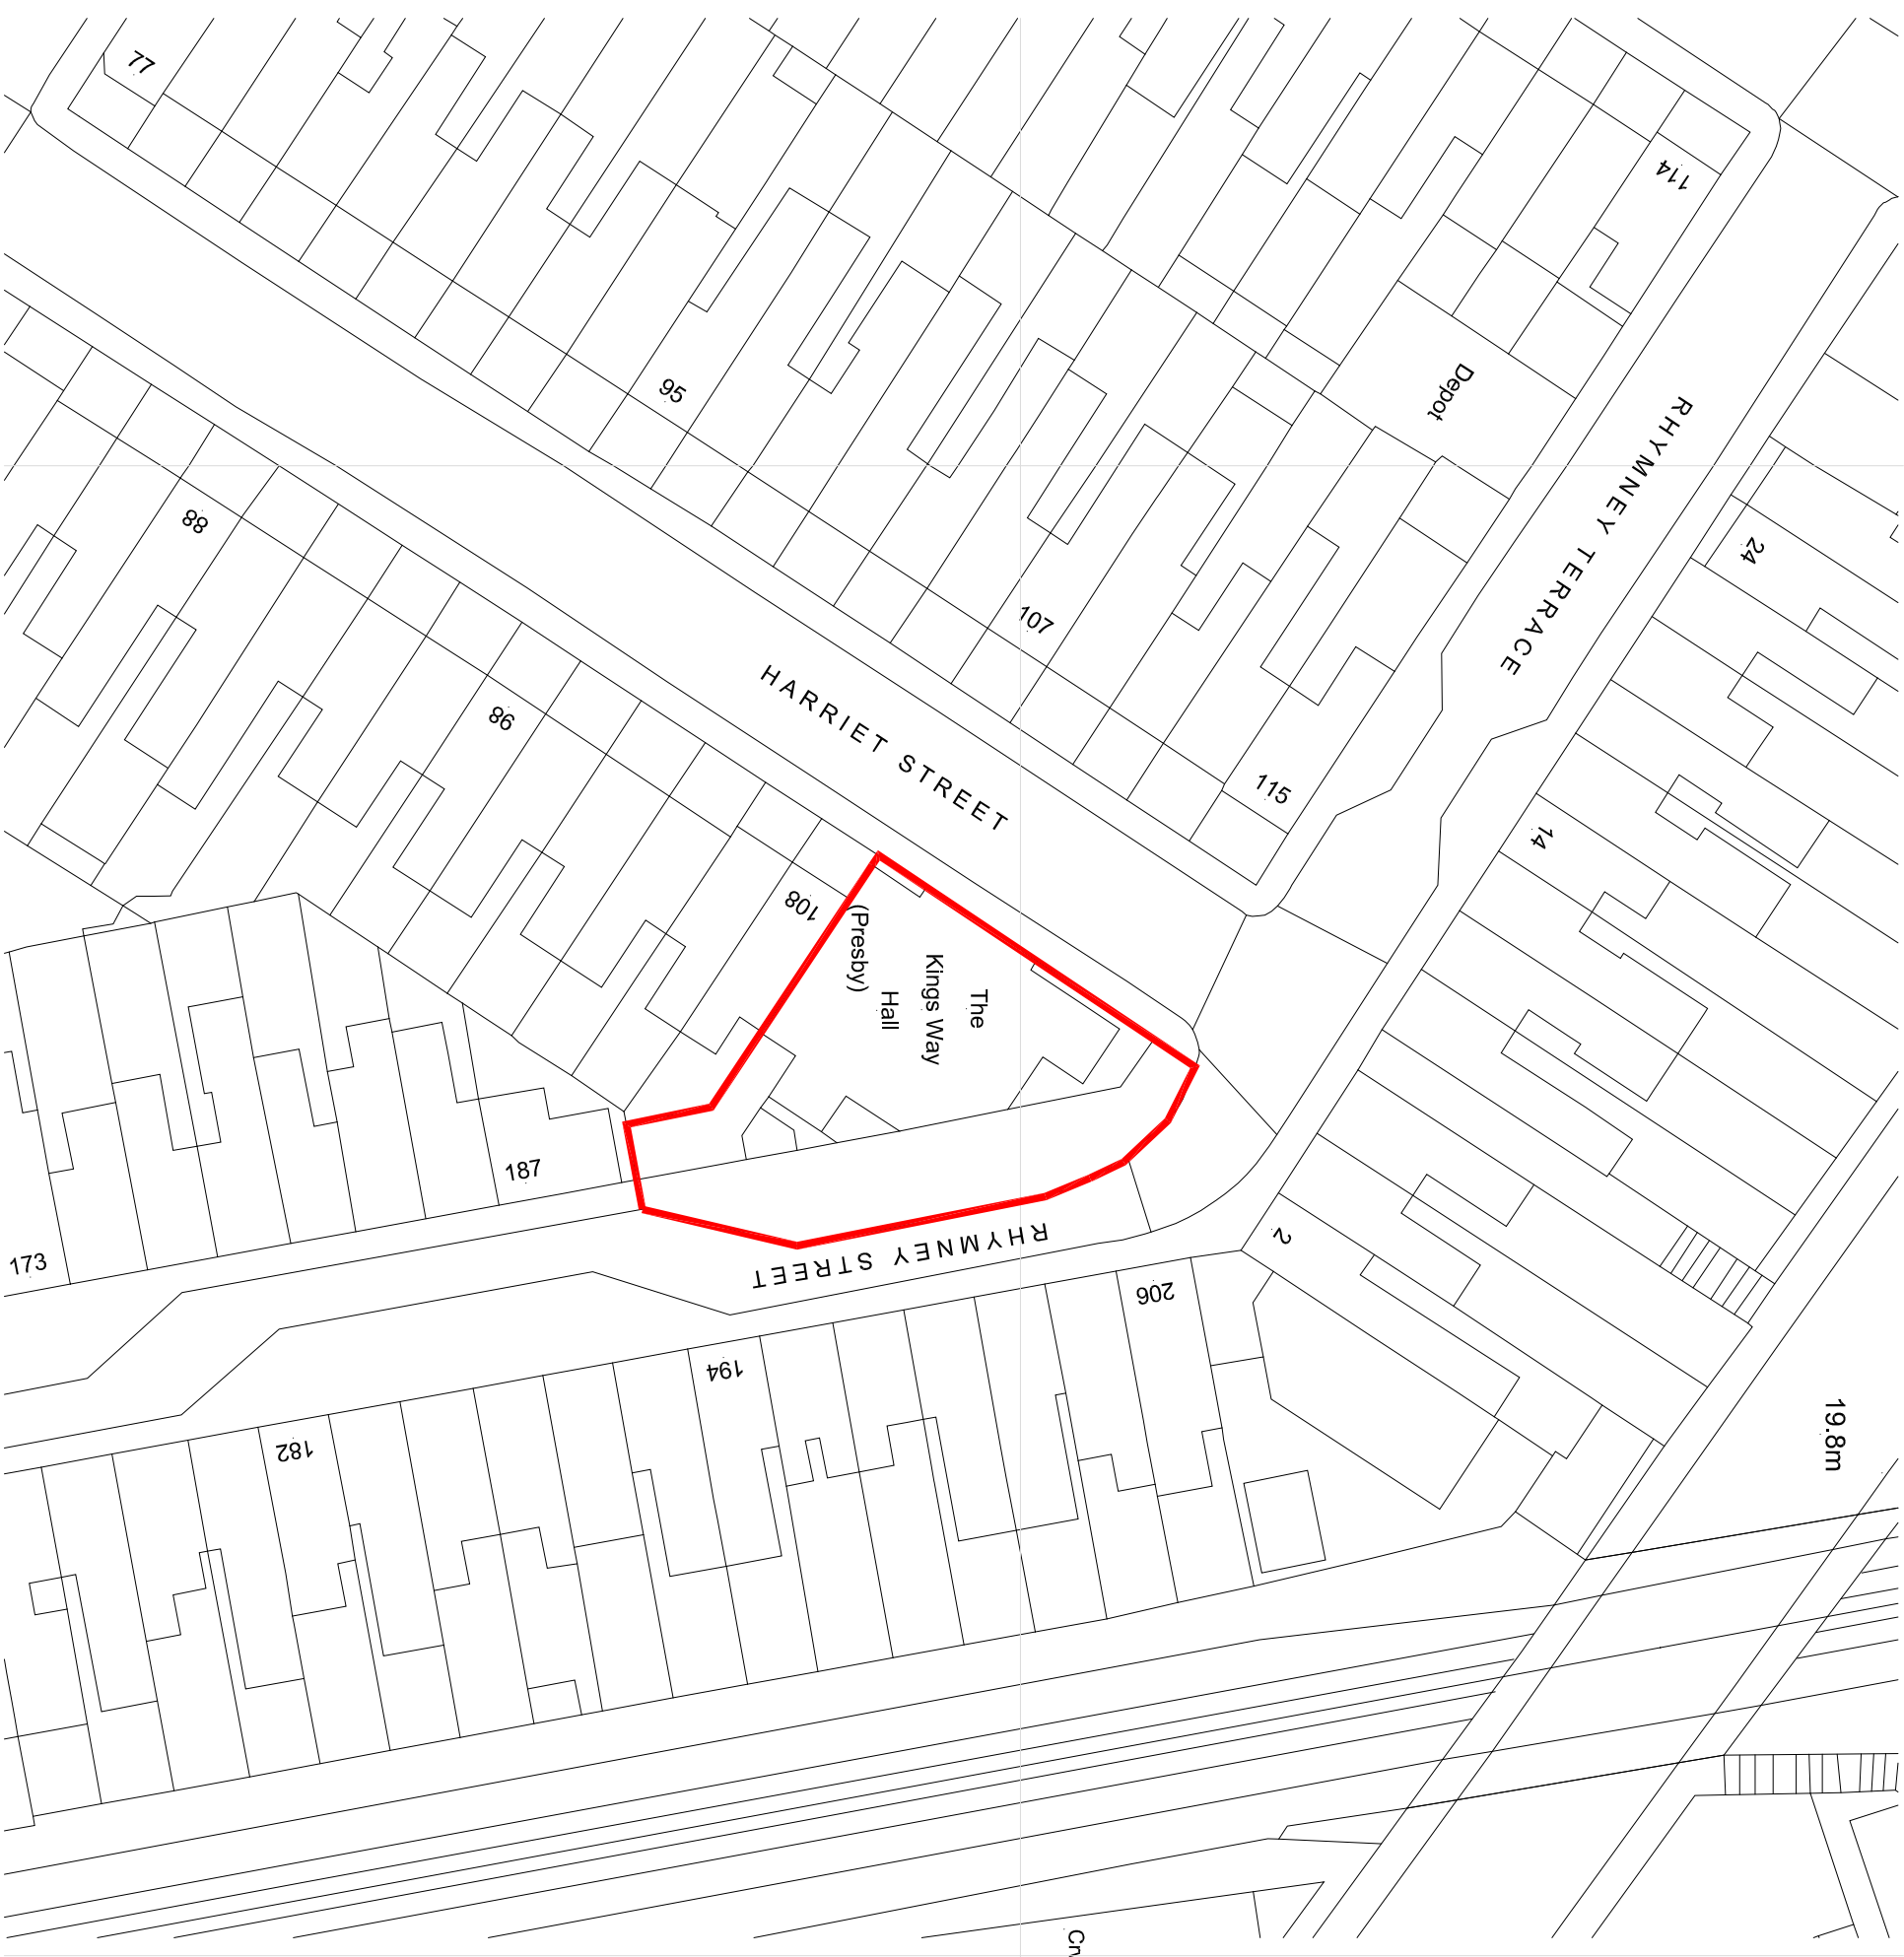 77
114
Depot
RHYMNEY TERRACE
95
88
24
107
HARRIET STREET
98
115
14
108
The
Kings Way
Hall
(Presby)
187
173
RHYMNEY STREET
2
206
194
182
19.8m